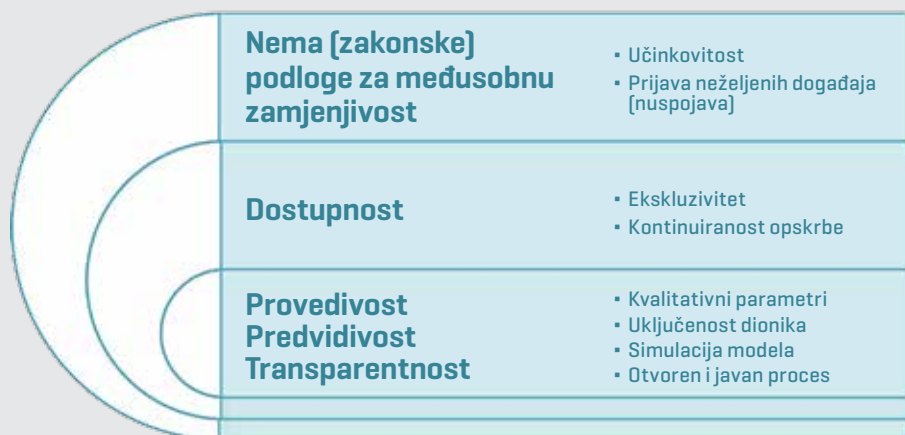 Nema (zakonske)
podloge za međusobnu
zamjenjivost
▪ Učinkovitost
▪ Prijava neželjenih događaja
(nuspojava)
Dostupnost
▪ Ekskluzivitet
▪ Kontinuiranost opskrbe
Provedivost
Predvidivost
Transparentnost
▪ Kvalitativni parametri
▪ Uključenost dionika
▪ Simulacija modela
▪ Otvoren i javan proces